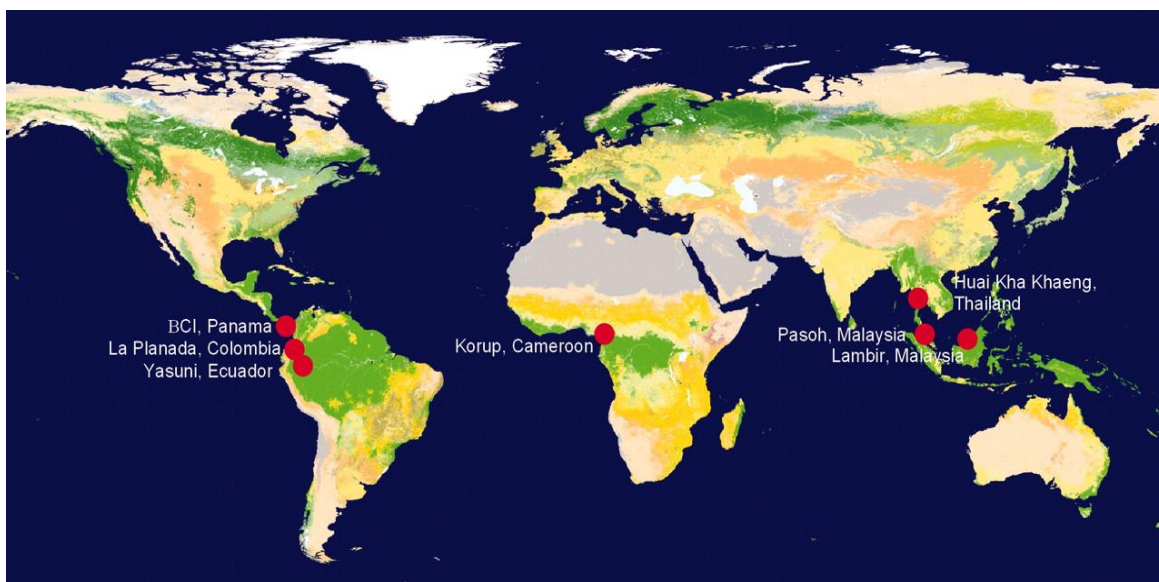 BCI, Panama
La Planada, Colombia
Yasuni, Ecuador
Korup, Cameroon
Huai Kha Khaeng,
Thailand
Pasoh, Malaysia
Lambir, Malaysia